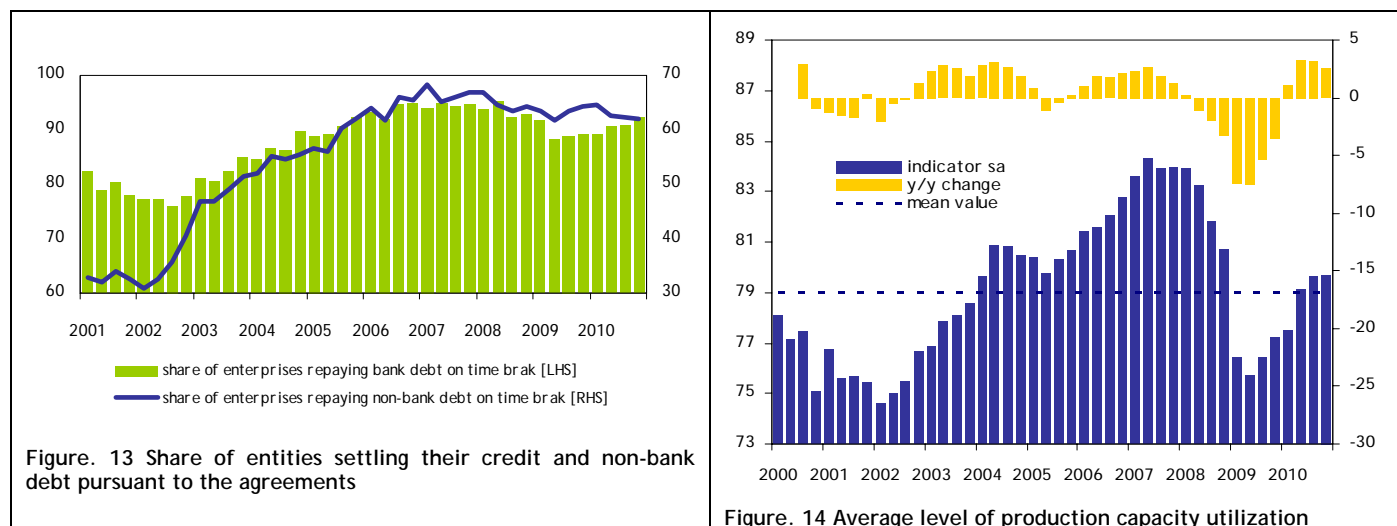 100
90
80
70
60
70
60
50
40
30
2001 2002 2003 2004 2005 2006 2007 2008 2009 2010
share of enterprises repaying bank debt on time brak [LHS]
share of enterprises repaying non-bank debt on time brak [RHS]
Figure. 13 Share of entities settling their credit and non-bank
debt pursuant to the agreements
89
87
85
83
81
79
77
75
73
5
0
-5
-10
-15
-20
-25
-30
indicator sa
y/y change
mean value
2000 2001 2002 2003 2004 2005 2006 2007 2008 2009 2010
Figure. 14 Average level of production capacity utilization